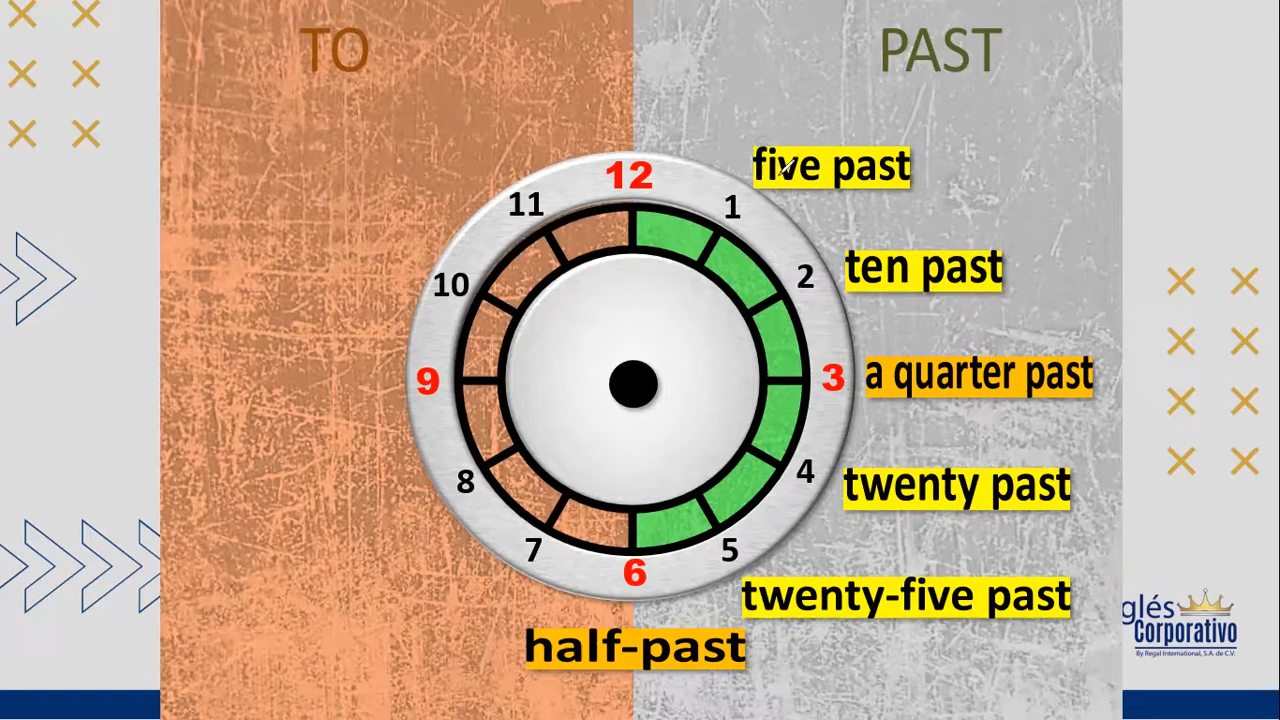 TO
PAST
five past
12
11
1
10
2
ten past
9
3
a quarter past
8
4
twenty past
7
5
6
twenty-five past
half-past
glés
Corporativo
By Regal International, S.A. de C.V.